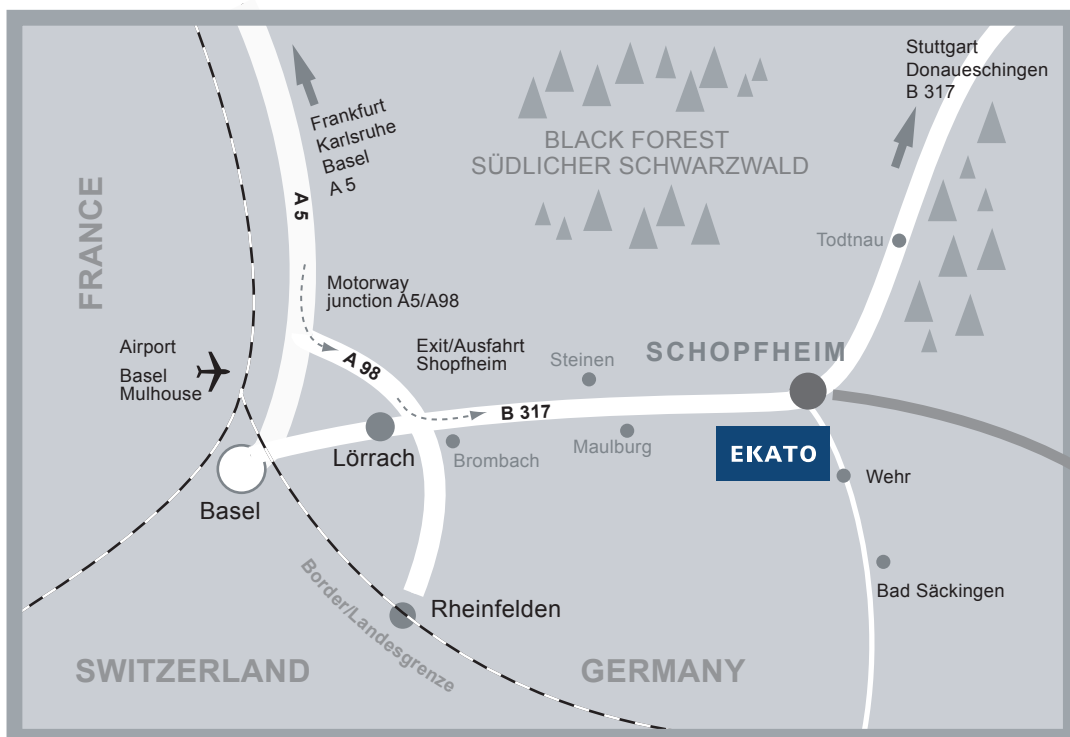 Stuttgart
Donaueschingen
B 317
Frankfurt
Karlsruhe
Basel
A 5
BLACK FOREST
SÜDLICHER SCHWARZWALD
FRANCE
A 5
Todtnau
Motorway
junction A5/A98
Airport
Basel
Mulhouse
Exit/Ausfahrt
Shopfheim
A 98
Steinen
SCHOPFHEIM
B 317
Lörrach
Brombach
Maulburg
EKATO
Wehr
Basel
Border/Landesgrenze
Rheinfelden
Bad Säckingen
SWITZERLAND
GERMANY